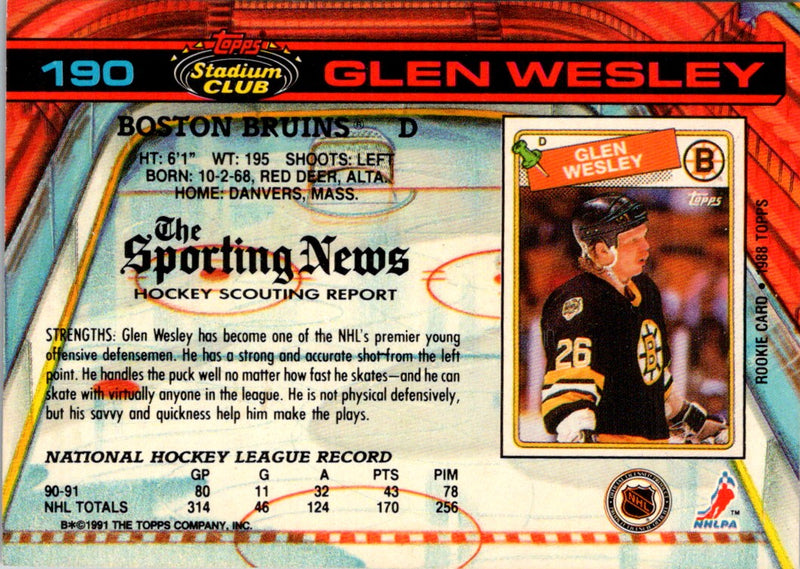 190
Topps
Stadium
CLUB
GLEN WESLEY
BOSTON BRUINS® D
HT: 6'1" WT: 195 SHOOTS: LEFT
BORN: 10-2-68, RED DEER, ALTA.
HOME: DANVERS, MASS.
The
Sporting News
HOCKEY SCOUTING REPORT
STRENGTHS: Glen Wesley has become one of the NHL's premier young
offensive defensemen. He has a strong and accurate shot from the left
point. He handles the puck well no matter how fast he skates—and he can
skate with virtually anyone in the league. He is not physical defensively,
but his savvy and quickness help him make the plays.
D
GLEN
WESLEY
B
Topps
26
B
ROOKIE CARD • 1988 TOPPS
NATIONAL HOCKEY LEAGUE RECORD
GP G A PTS PIM
90-91 80 11 32 43 78
NHL TOTALS 314 46 124 170 256
B✻©1991 THE TOPPS COMPANY, INC.
NHL
NHLPA
TM